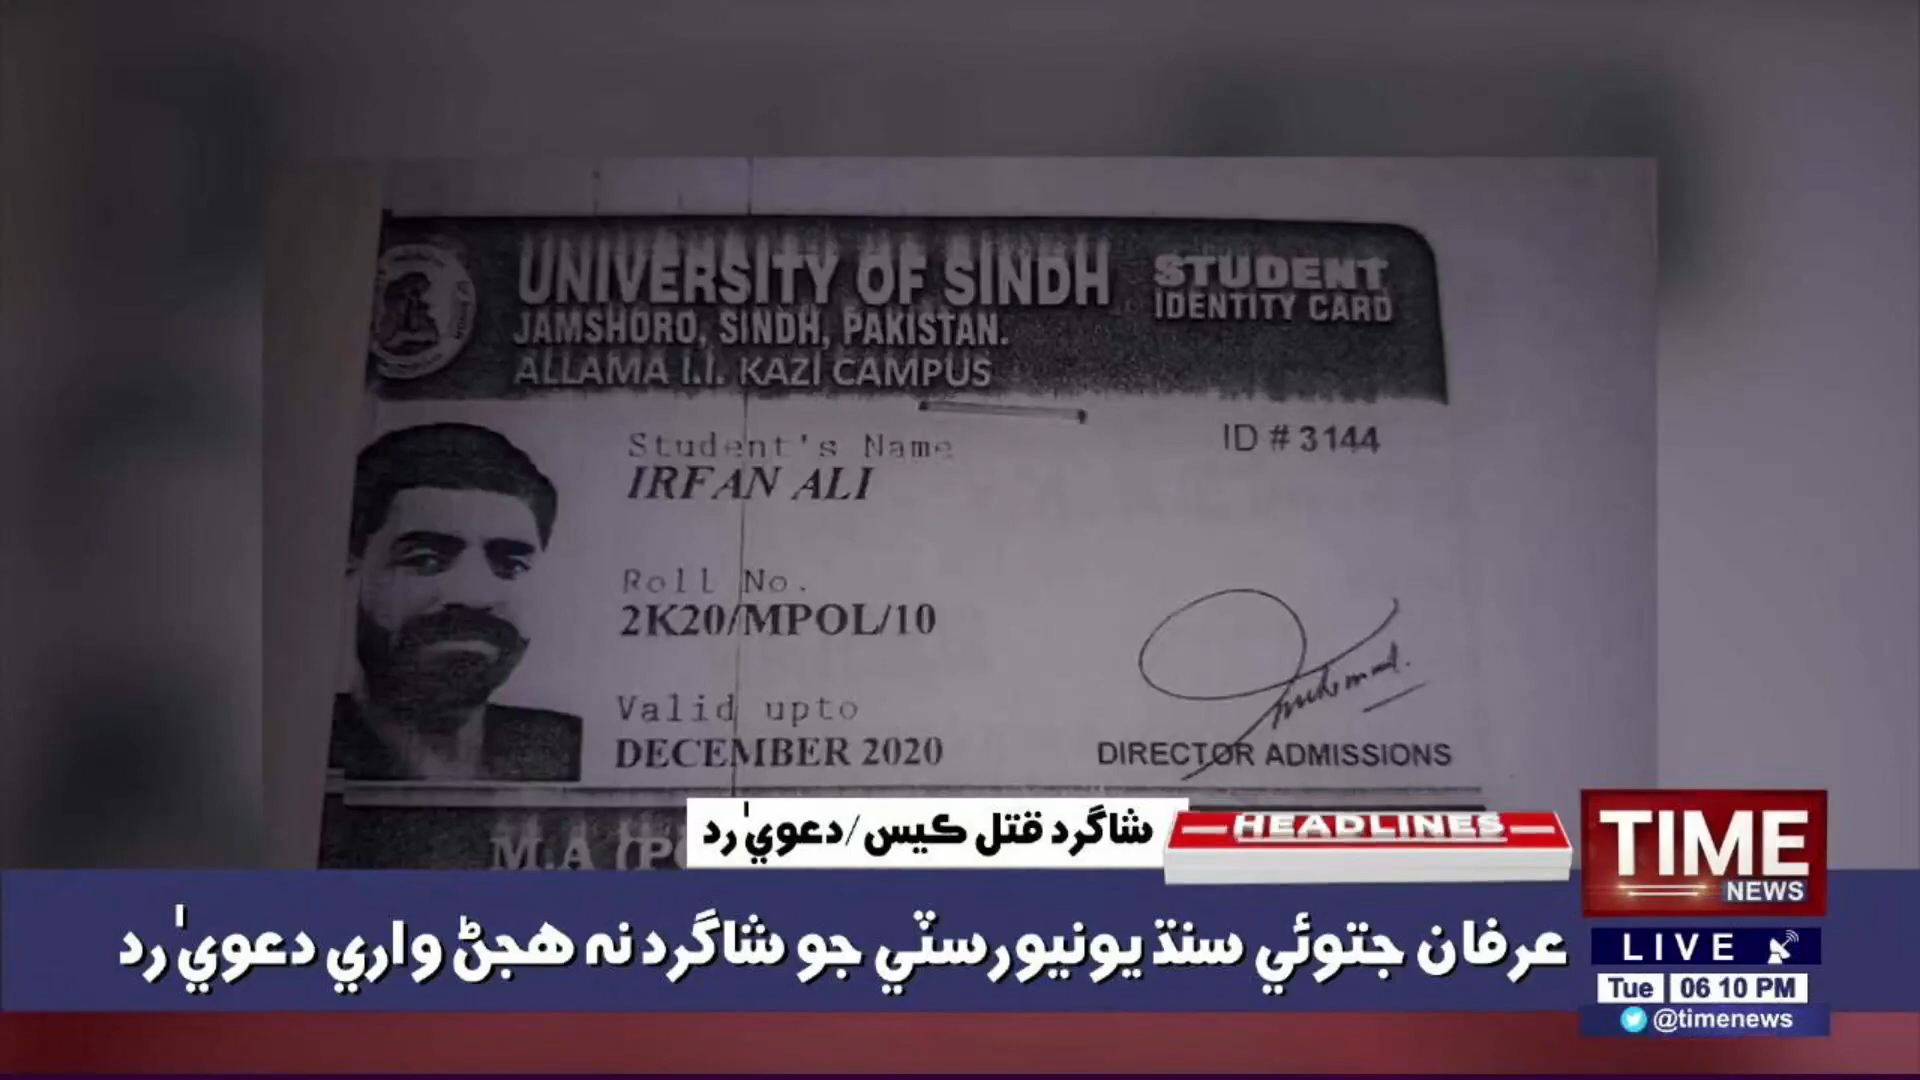 UNIVERSITY OF SINDH
JAMSHORO, SINDH, PAKISTAN.
ALLAMA I.I. KAZI CAMPUS
STUDENT
IDENTITY CARD
ID # 3144
Student's Name
IRFAN ALI
Roll No.
2K20/MPOL/10
Valid upto
DECEMBER 2020
DIRECTOR ADMISSIONS
M.A (PO
شاگرد قتل ڪيس/دعويٰ رد
HEADLINES
عرفان جتوئي سنڌ يونيورسٽي جو شاگرد نہ هجڻ واري دعويٰ رد
TIME
NEWS
LIVE
Tue 06 10 PM
@timenews